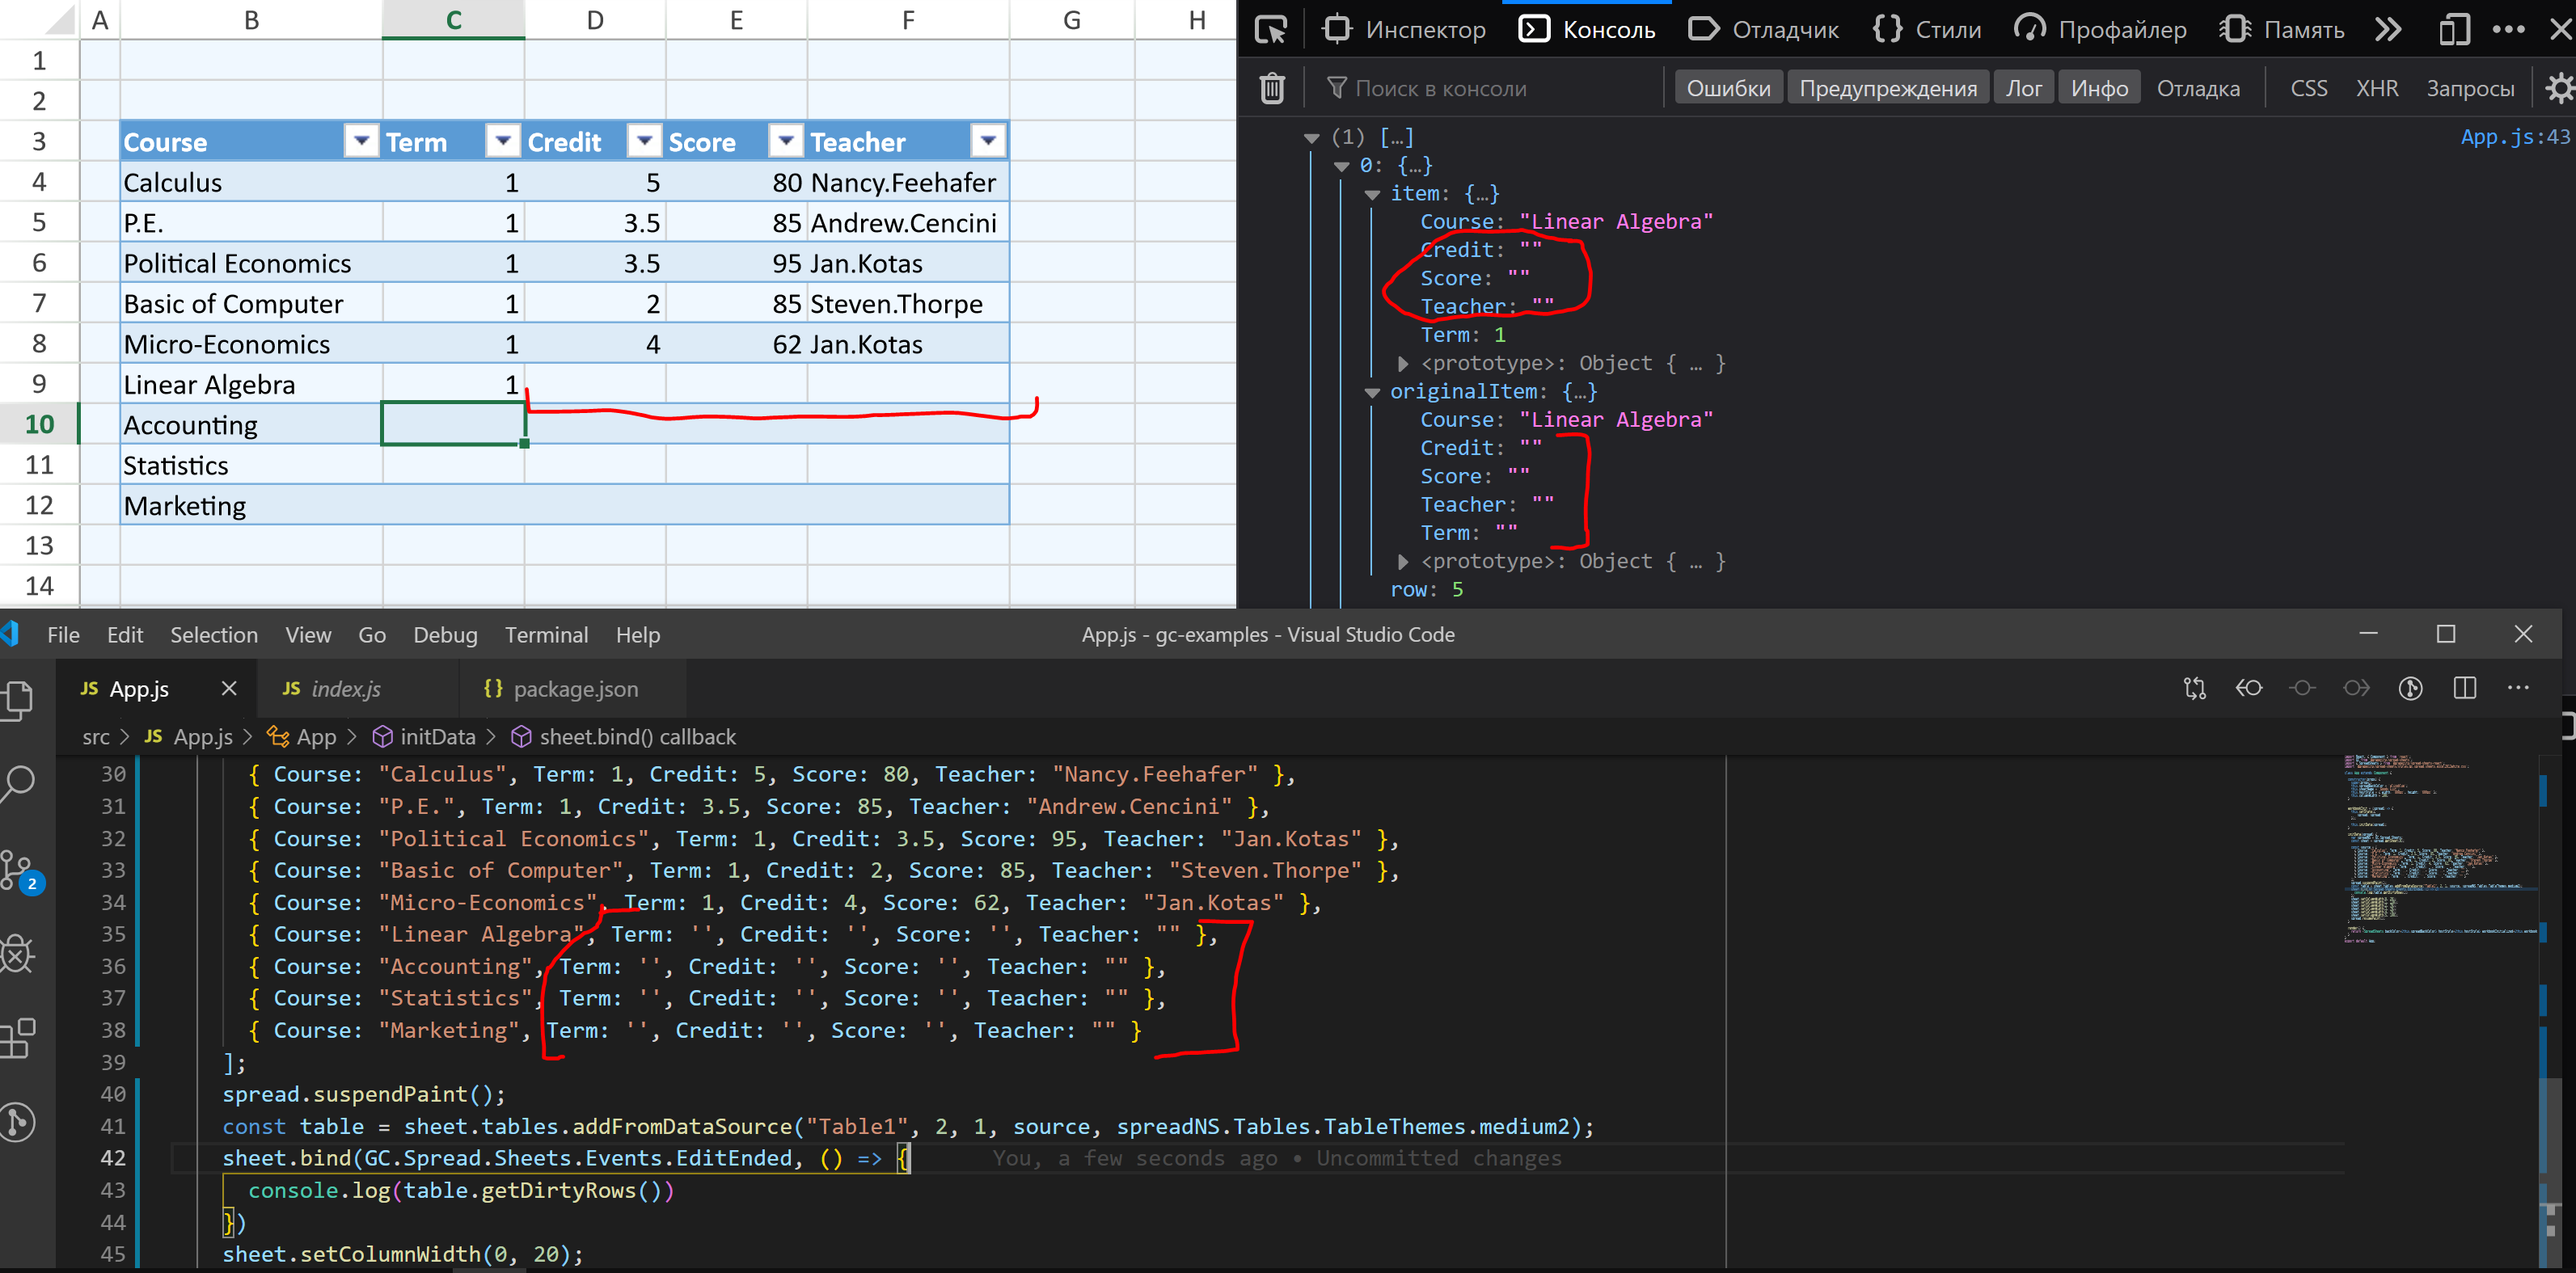 A B C D E F G H
1
2
3 Course Term Credit Score Teacher
4 Calculus 1 5 80 Nancy.Feehafer
5 P.E. 1 3.5 85 Andrew.Cencini
6 Political Economics 1 3.5 95 Jan.Kotas
7 Basic of Computer 1 2 85 Steven.Thorpe
8 Micro-Economics 1 4 62 Jan.Kotas
9 Linear Algebra 1
10 Accounting
11 Statistics
12 Marketing
13
14
Инспектор Консоль Отладчик {} Стили Профайлер Память
Поиск в консоли Ошибки Предупреждения Лог Инфо Отладка CSS XHR Запросы
(1) […] App.js:43
0: {…}
item: {…}
Course: "Linear Algebra"
Credit: ""
Score: ""
Teacher: ""
Term: 1
<prototype>: Object { … }
originalItem: {…}
Course: "Linear Algebra"
Credit: ""
Score: ""
Teacher: ""
Term: ""
<prototype>: Object { … }
row: 5
File Edit Selection View Go Debug Terminal Help App.js - gc-examples - Visual Studio Code
JS App.js JS index.js {} package.json
src > JS App.js > App > initData > sheet.bind() callback
2
30 { Course: "Calculus", Term: 1, Credit: 5, Score: 80, Teacher: "Nancy.Feehafer" },
31 { Course: "P.E.", Term: 1, Credit: 3.5, Score: 85, Teacher: "Andrew.Cencini" },
32 { Course: "Political Economics", Term: 1, Credit: 3.5, Score: 95, Teacher: "Jan.Kotas" },
33 { Course: "Basic of Computer", Term: 1, Credit: 2, Score: 85, Teacher: "Steven.Thorpe" },
34 { Course: "Micro-Economics", Term: 1, Credit: 4, Score: 62, Teacher: "Jan.Kotas" },
35 { Course: "Linear Algebra", Term: '', Credit: '', Score: '', Teacher: "" },
36 { Course: "Accounting", Term: '', Credit: '', Score: '', Teacher: "" },
37 { Course: "Statistics", Term: '', Credit: '', Score: '', Teacher: "" },
38 { Course: "Marketing", Term: '', Credit: '', Score: '', Teacher: "" }
39 ];
40 spread.suspendPaint();
41 const table = sheet.tables.addFromDataSource("Table1", 2, 1, source, spreadNS.Tables.TableThemes.medium2);
42 sheet.bind(GC.Spread.Sheets.Events.EditEnded, () => { You, a few seconds ago • Uncommitted changes
43 console.log(table.getDirtyRows())
44 })
45 sheet.setColumnWidth(0, 20);